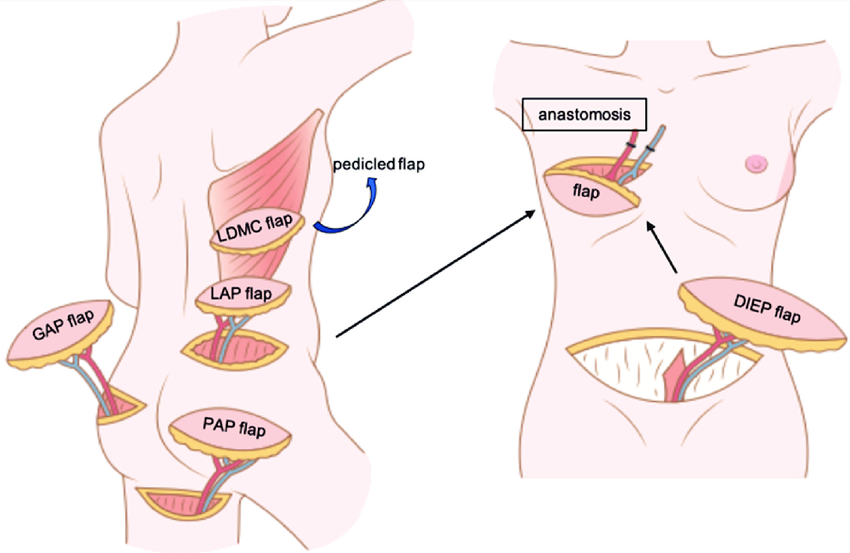 pedicled flap
LDMC flap
LAP flap
GAP flap
PAP flap
anastomosis
flap
DIEP flap